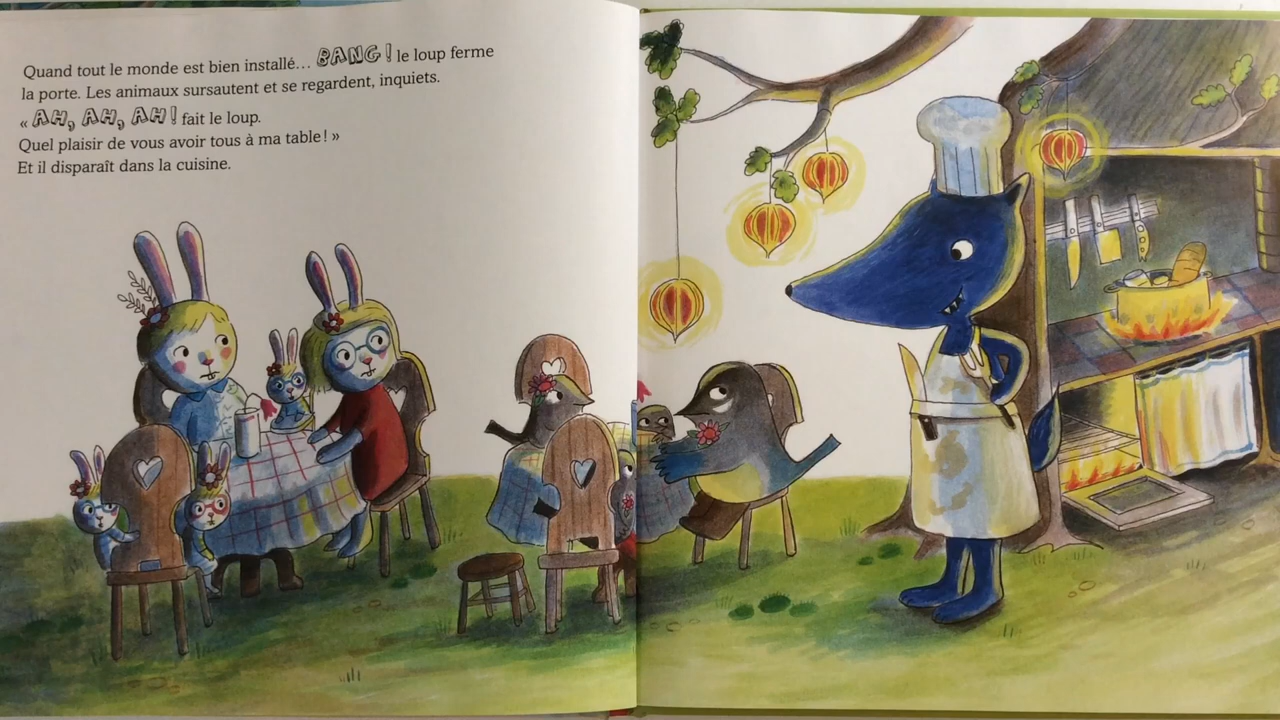 Quand tout le monde est bien installé... BANG! le loup ferme
la porte. Les animaux sursautent et se regardent, inquiets.
« AH, AH, AH! fait le loup.
Quel plaisir de vous avoir tous à ma table! »
Et il disparaît dans la cuisine.